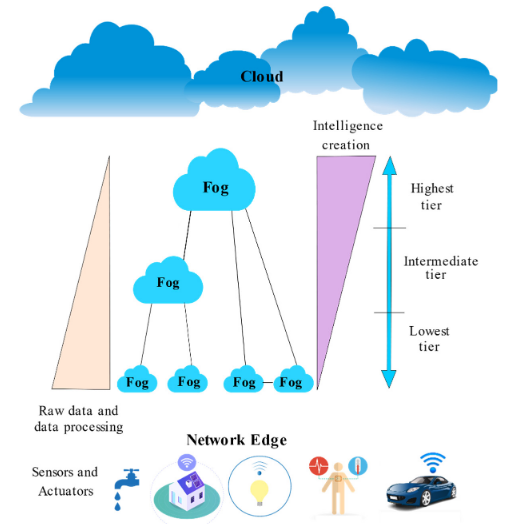 Cloud
Intelligence
creation
Fog
Highest
tier
Intermediate
tier
Fog
Lowest
tier
Fog
Fog
Fog
Fog
Raw data and
data processing
Network Edge
Sensors and
Actuators